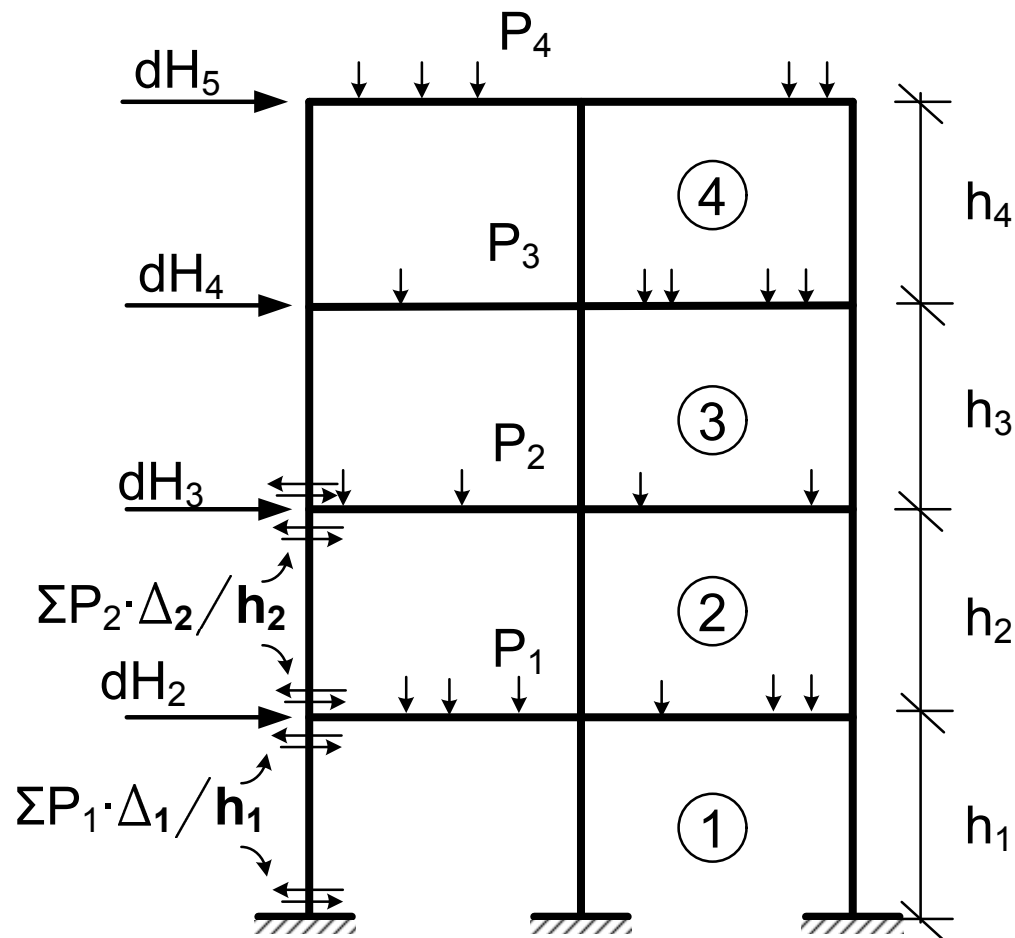 P₄
dH₅
④
h₄
P₃
dH₄
③
h₃
P₂
dH₃
ΣP₂·Δ₂/h₂
②
h₂
P₁
dH₂
ΣP₁·Δ₁/h₁
①
h₁